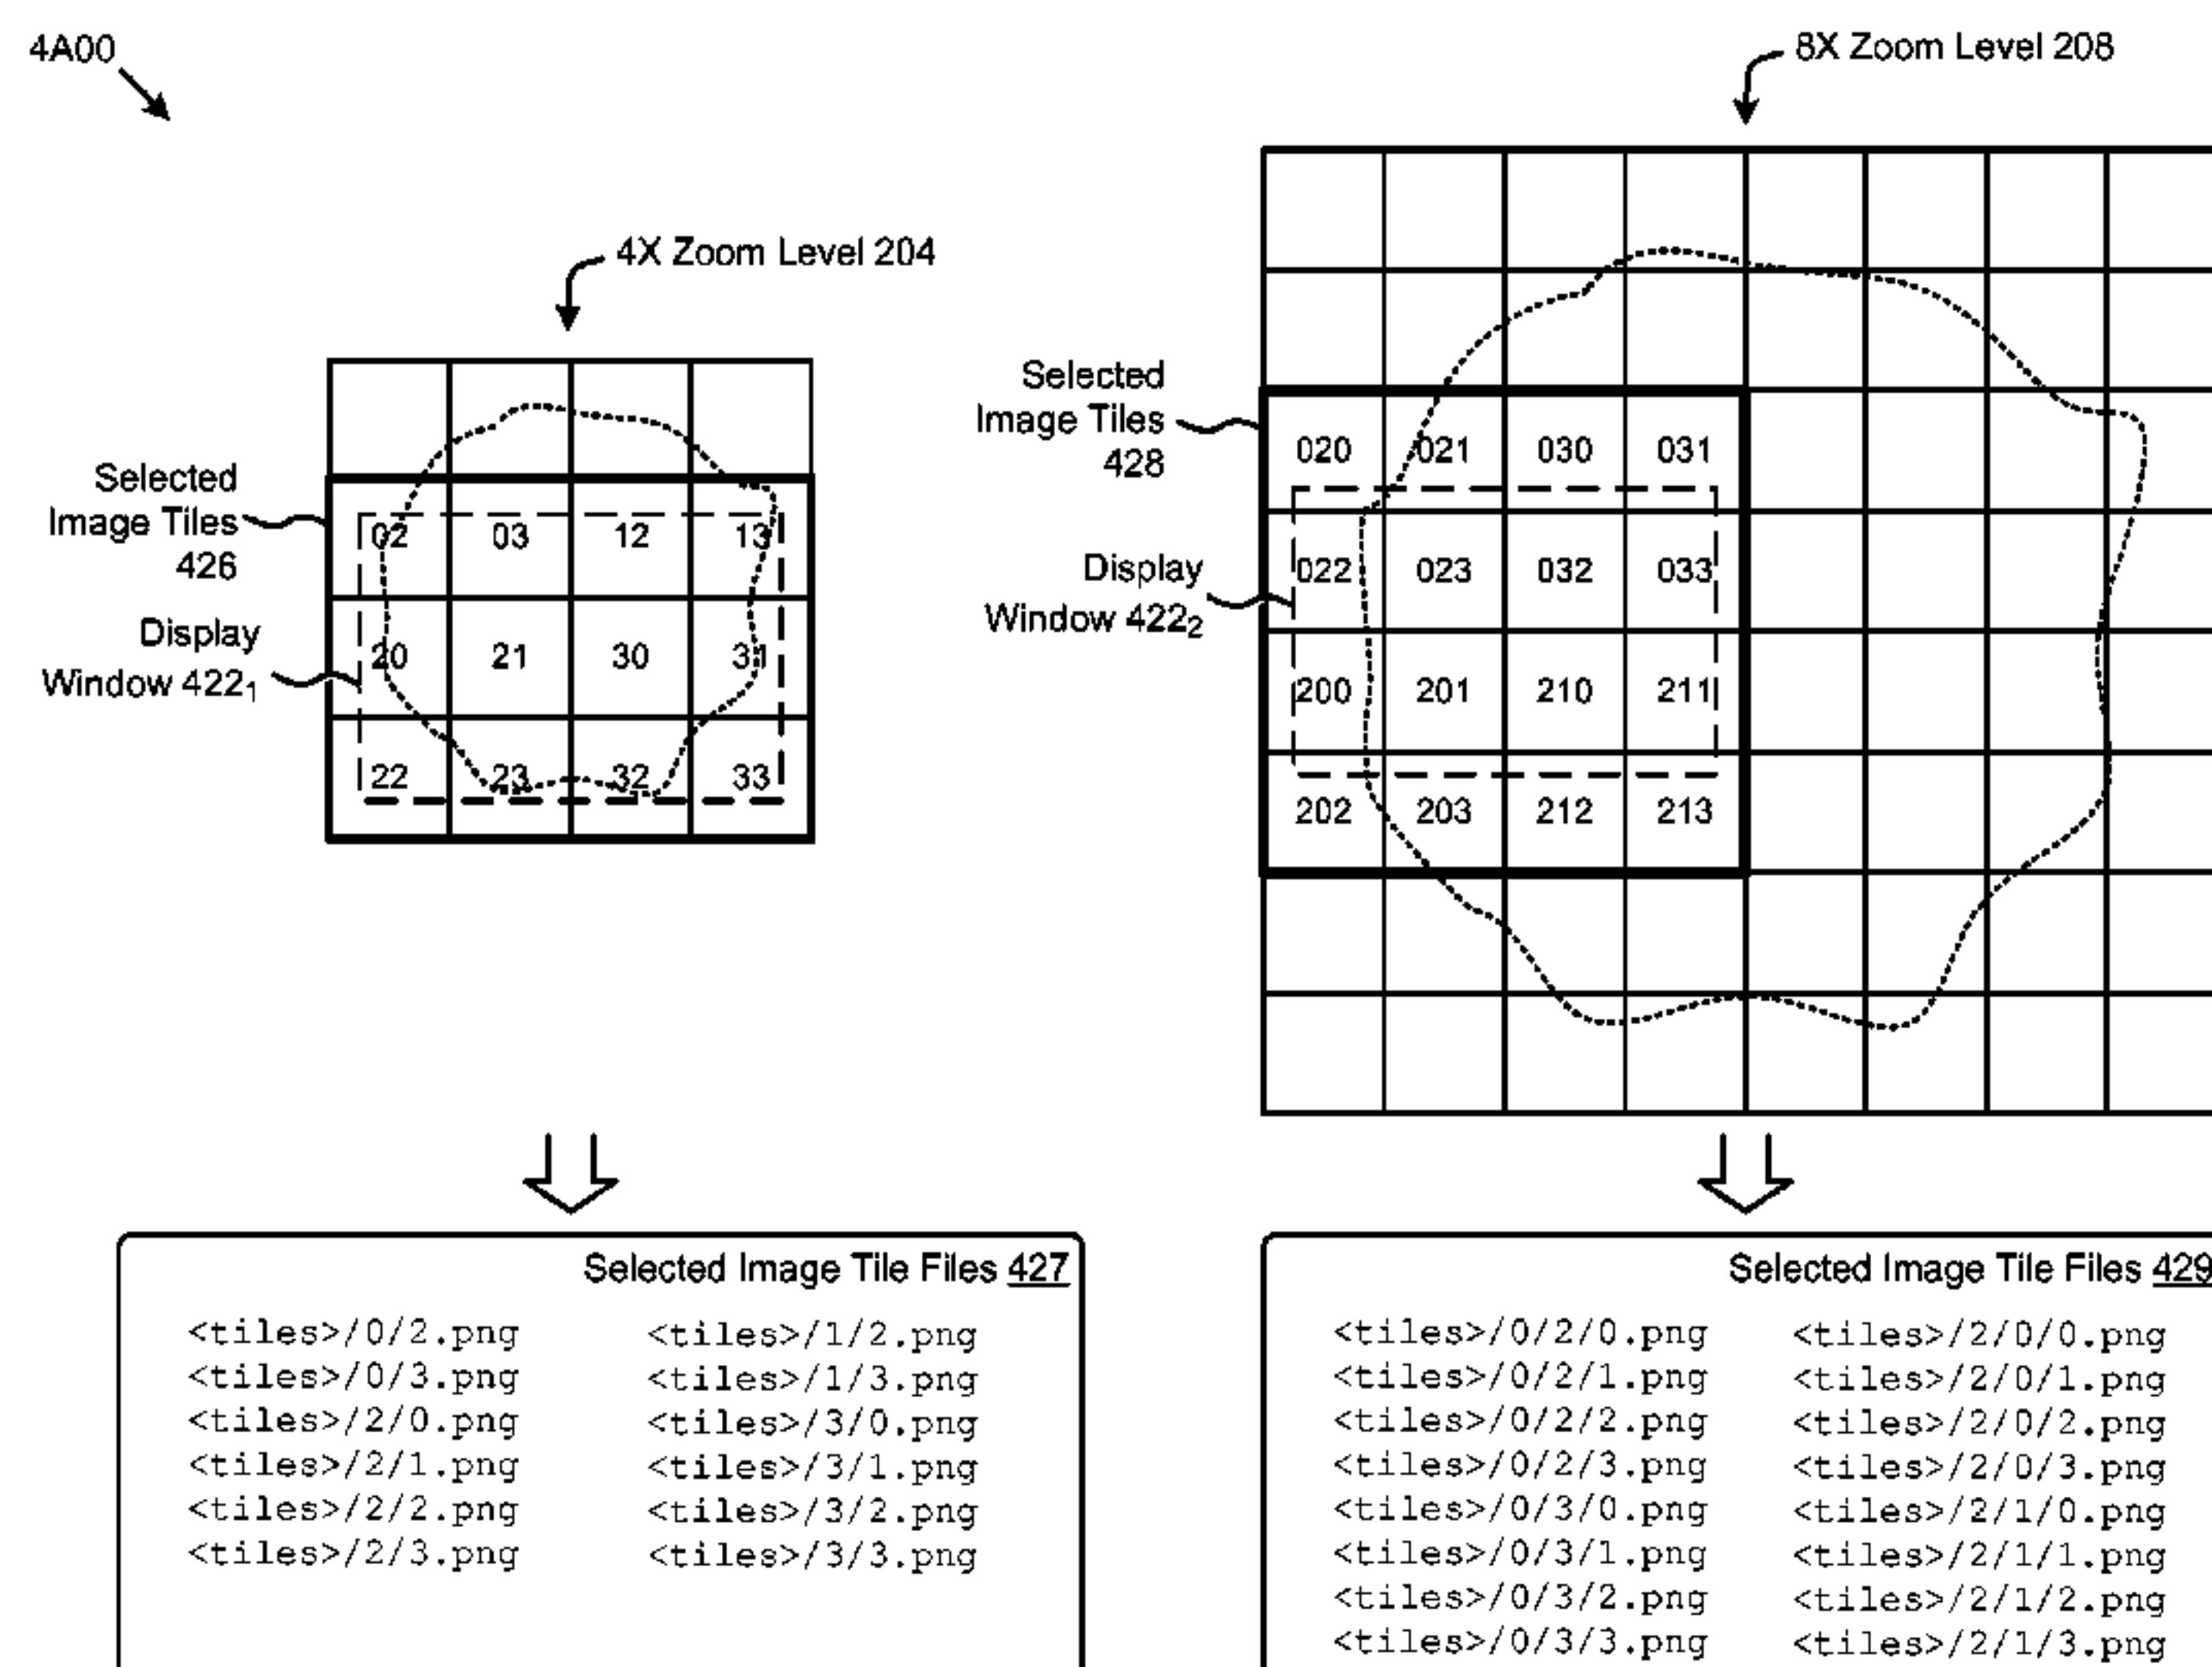 4A00
8X Zoom Level 208
4X Zoom Level 204
Selected
Image Tiles
426
Display
Window 422₁
02 03 12 13
20 21 30 31
22 23 32 33
Selected
Image Tiles
428
Display
Window 422₂
020 021 030 031
022 023 032 033
200 201 210 211
202 203 212 213
Selected Image Tile Files 427
<tiles>/0/2.png <tiles>/1/2.png
<tiles>/0/3.png <tiles>/1/3.png
<tiles>/2/0.png <tiles>/3/0.png
<tiles>/2/1.png <tiles>/3/1.png
<tiles>/2/2.png <tiles>/3/2.png
<tiles>/2/3.png <tiles>/3/3.png
Selected Image Tile Files 429
<tiles>/0/2/0.png <tiles>/2/0/0.png
<tiles>/0/2/1.png <tiles>/2/0/1.png
<tiles>/0/2/2.png <tiles>/2/0/2.png
<tiles>/0/2/3.png <tiles>/2/0/3.png
<tiles>/0/3/0.png <tiles>/2/1/0.png
<tiles>/0/3/1.png <tiles>/2/1/1.png
<tiles>/0/3/2.png <tiles>/2/1/2.png
<tiles>/0/3/3.png <tiles>/2/1/3.png